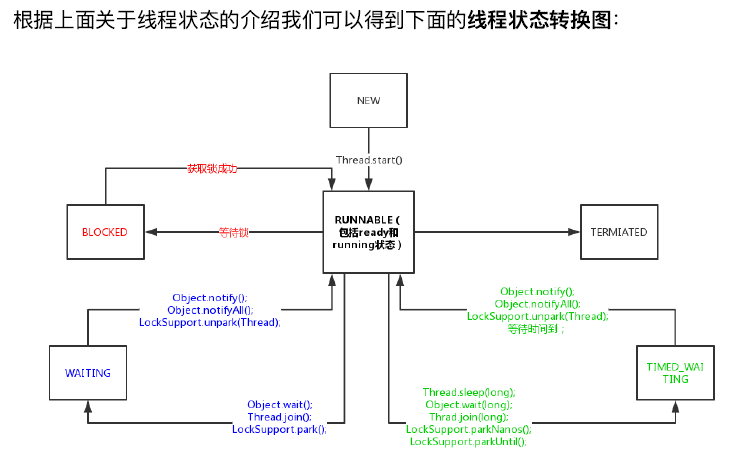 根据上面关于线程状态的介绍我们可以得到下面的线程状态转换图：
NEW
Thread.start()
获取锁成功
BLOCKED
等待锁
RUNNABLE（
包括ready和
running状态）
TERMIATED
Object.notify();
Object.notifyAll();
LockSupport.unpark(Thread);
Object.notify();
Object.notifyAll();
LockSupport.unpark(Thread);
等待时间到；
WAITING
TIMED_WAI
TING
Object.wait();
Thread.join();
LockSupport.park();
Thread.sleep(long);
Object.wait(long);
Thrad.join(long);
LockSupport.parkNanos();
LockSupport.parkUntil().